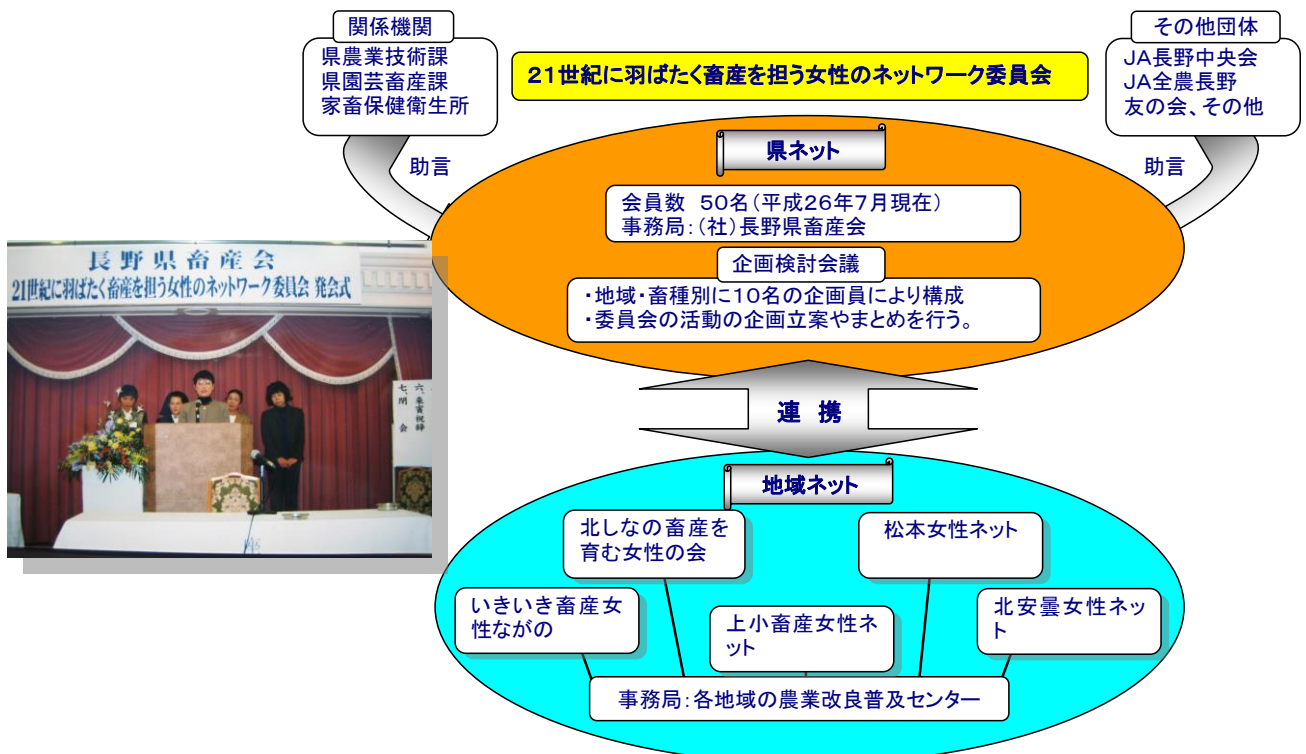 関係機関
県農業技術課
県園芸畜産課
家畜保健衛生所
21世紀に羽ばたく畜産を担う女性のネットワーク委員会
その他団体
JA長野中央会
JA全農長野
友の会、その他
助言
助言
県ネット
会員数 50名(平成26年7月現在)
事務局:(社)長野県畜産会
企画検討会議
・地域・畜種別に10名の企画員により構成
・委員会の活動の企画立案やまとめを行う。
長野県畜産会
21世紀に羽ばたく畜産を担う女性のネットワーク委員会 発会式
六、来賓祝辞
七、閉会
連 携
地域ネット
北しなの畜産を
育む女性の会
松本女性ネット
いきいき畜産女
性ながの
上小畜産女性ネ
ット
北安曇女性ネッ
ト
事務局:各地域の農業改良普及センター